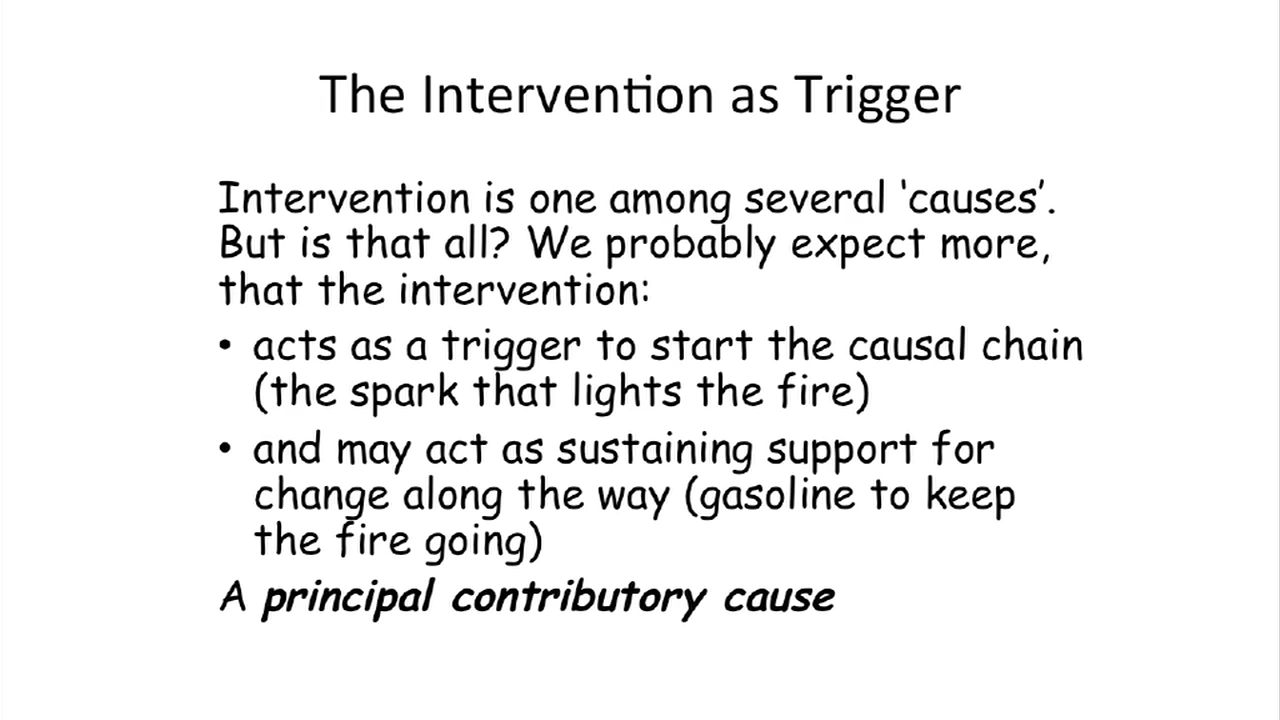 The Intervention as Trigger
Intervention is one among several ‘causes’.
But is that all? We probably expect more,
that the intervention:
• acts as a trigger to start the causal chain
(the spark that lights the fire)
• and may act as sustaining support for
change along the way (gasoline to keep
the fire going)
A principal contributory cause